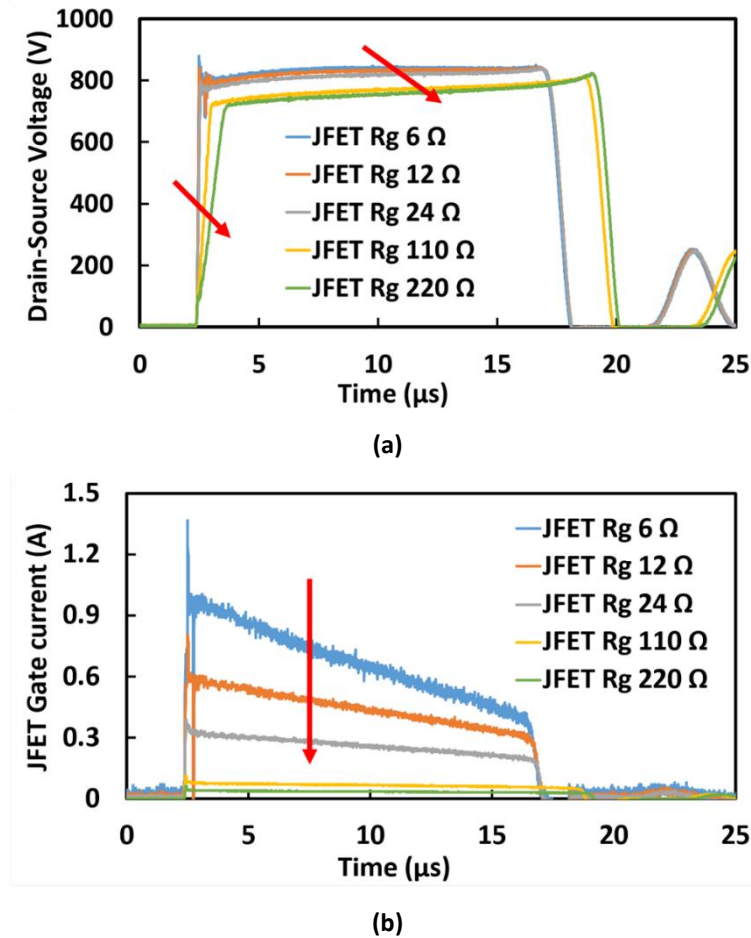 1000
800
600
400
200
0
Drain-Source Voltage (V)
JFET Rg 6 Ω
JFET Rg 12 Ω
JFET Rg 24 Ω
JFET Rg 110 Ω
JFET Rg 220 Ω
0 5 10 15 20 25
Time (µs)
(a)
1.5
1.2
0.9
0.6
0.3
0
JFET Gate current (A)
JFET Rg 6 Ω
JFET Rg 12 Ω
JFET Rg 24 Ω
JFET Rg 110 Ω
JFET Rg 220 Ω
0 5 10 15 20 25
Time (µs)
(b)